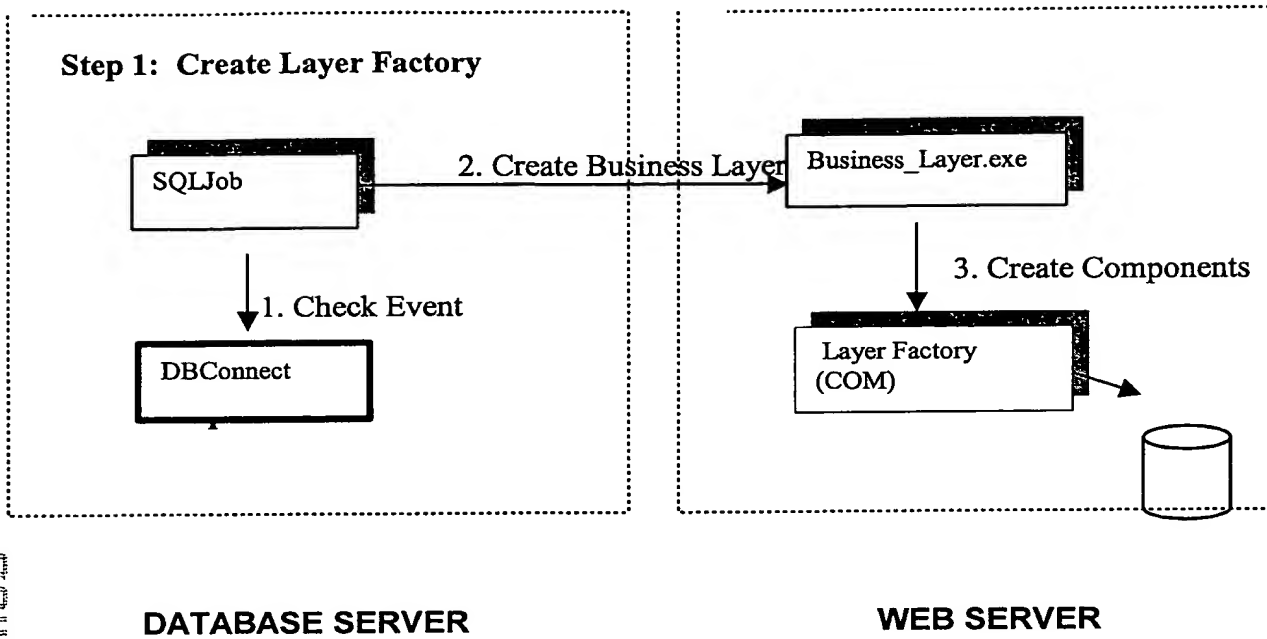 Step 1: Create Layer Factory
SQLJob
2. Create Business Layer
Business_Layer.exe
1. Check Event
3. Create Components
DBConnect
Layer Factory
(COM)
DATABASE SERVER
WEB SERVER